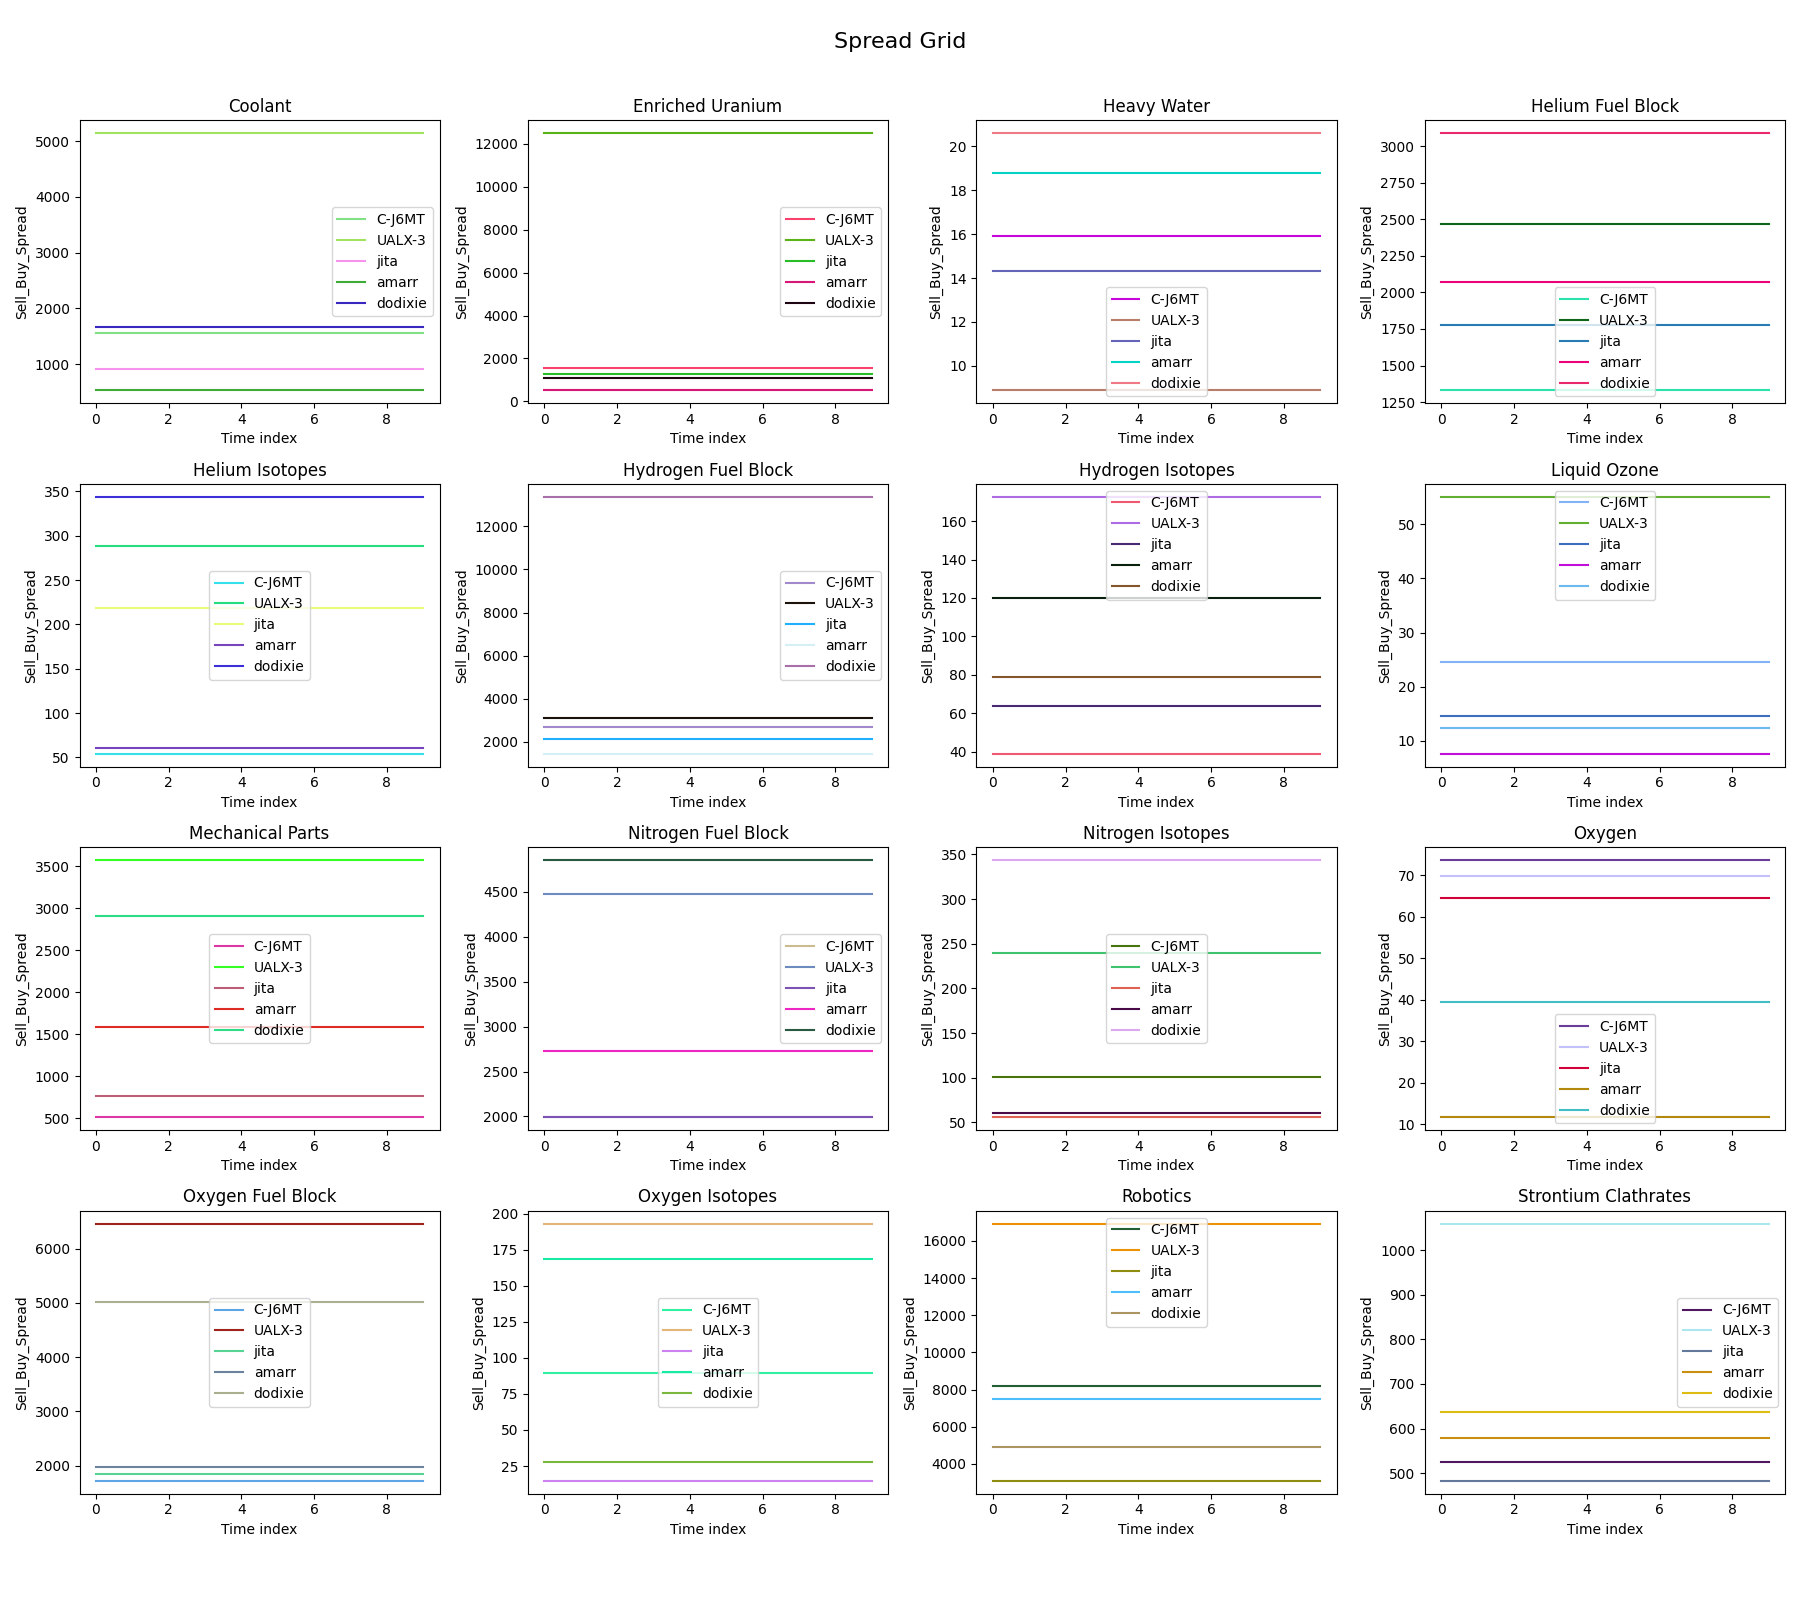 Spread Grid
Coolant
Sell_Buy_Spread
5000
4000
3000
2000
1000
C-J6MT
UALX-3
jita
amarr
dodixie
0 2 4 6 8
Time index
Enriched Uranium
Sell_Buy_Spread
12000
10000
8000
6000
4000
2000
0
C-J6MT
UALX-3
jita
amarr
dodixie
0 2 4 6 8
Time index
Heavy Water
Sell_Buy_Spread
20
18
16
14
12
10
C-J6MT
UALX-3
jita
amarr
dodixie
0 2 4 6 8
Time index
Helium Fuel Block
Sell_Buy_Spread
3000
2750
2500
2250
2000
1750
1500
1250
C-J6MT
UALX-3
jita
amarr
dodixie
0 2 4 6 8
Time index
Helium Isotopes
Sell_Buy_Spread
350
300
250
200
150
100
50
C-J6MT
UALX-3
jita
amarr
dodixie
0 2 4 6 8
Time index
Hydrogen Fuel Block
Sell_Buy_Spread
12000
10000
8000
6000
4000
2000
C-J6MT
UALX-3
jita
amarr
dodixie
0 2 4 6 8
Time index
Hydrogen Isotopes
Sell_Buy_Spread
160
140
120
100
80
60
40
C-J6MT
UALX-3
jita
amarr
dodixie
0 2 4 6 8
Time index
Liquid Ozone
Sell_Buy_Spread
50
40
30
20
10
C-J6MT
UALX-3
jita
amarr
dodixie
0 2 4 6 8
Time index
Mechanical Parts
Sell_Buy_Spread
3500
3000
2500
2000
1500
1000
500
C-J6MT
UALX-3
jita
amarr
dodixie
0 2 4 6 8
Time index
Nitrogen Fuel Block
Sell_Buy_Spread
4500
4000
3500
3000
2500
2000
C-J6MT
UALX-3
jita
amarr
dodixie
0 2 4 6 8
Time index
Nitrogen Isotopes
Sell_Buy_Spread
350
300
250
200
150
100
50
C-J6MT
UALX-3
jita
amarr
dodixie
0 2 4 6 8
Time index
Oxygen
Sell_Buy_Spread
70
60
50
40
30
20
10
C-J6MT
UALX-3
jita
amarr
dodixie
0 2 4 6 8
Time index
Oxygen Fuel Block
Sell_Buy_Spread
6000
5000
4000
3000
2000
C-J6MT
UALX-3
jita
amarr
dodixie
0 2 4 6 8
Time index
Oxygen Isotopes
Sell_Buy_Spread
200
175
150
125
100
75
50
25
C-J6MT
UALX-3
jita
amarr
dodixie
0 2 4 6 8
Time index
Robotics
Sell_Buy_Spread
16000
14000
12000
10000
8000
6000
4000
C-J6MT
UALX-3
jita
amarr
dodixie
0 2 4 6 8
Time index
Strontium Clathrates
Sell_Buy_Spread
1000
900
800
700
600
500
C-J6MT
UALX-3
jita
amarr
dodixie
0 2 4 6 8
Time index